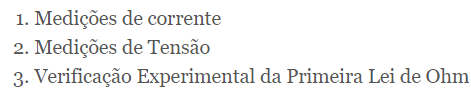 1. Medições de corrente
2. Medições de Tensão
3. Verificação Experimental da Primeira Lei de Ohm